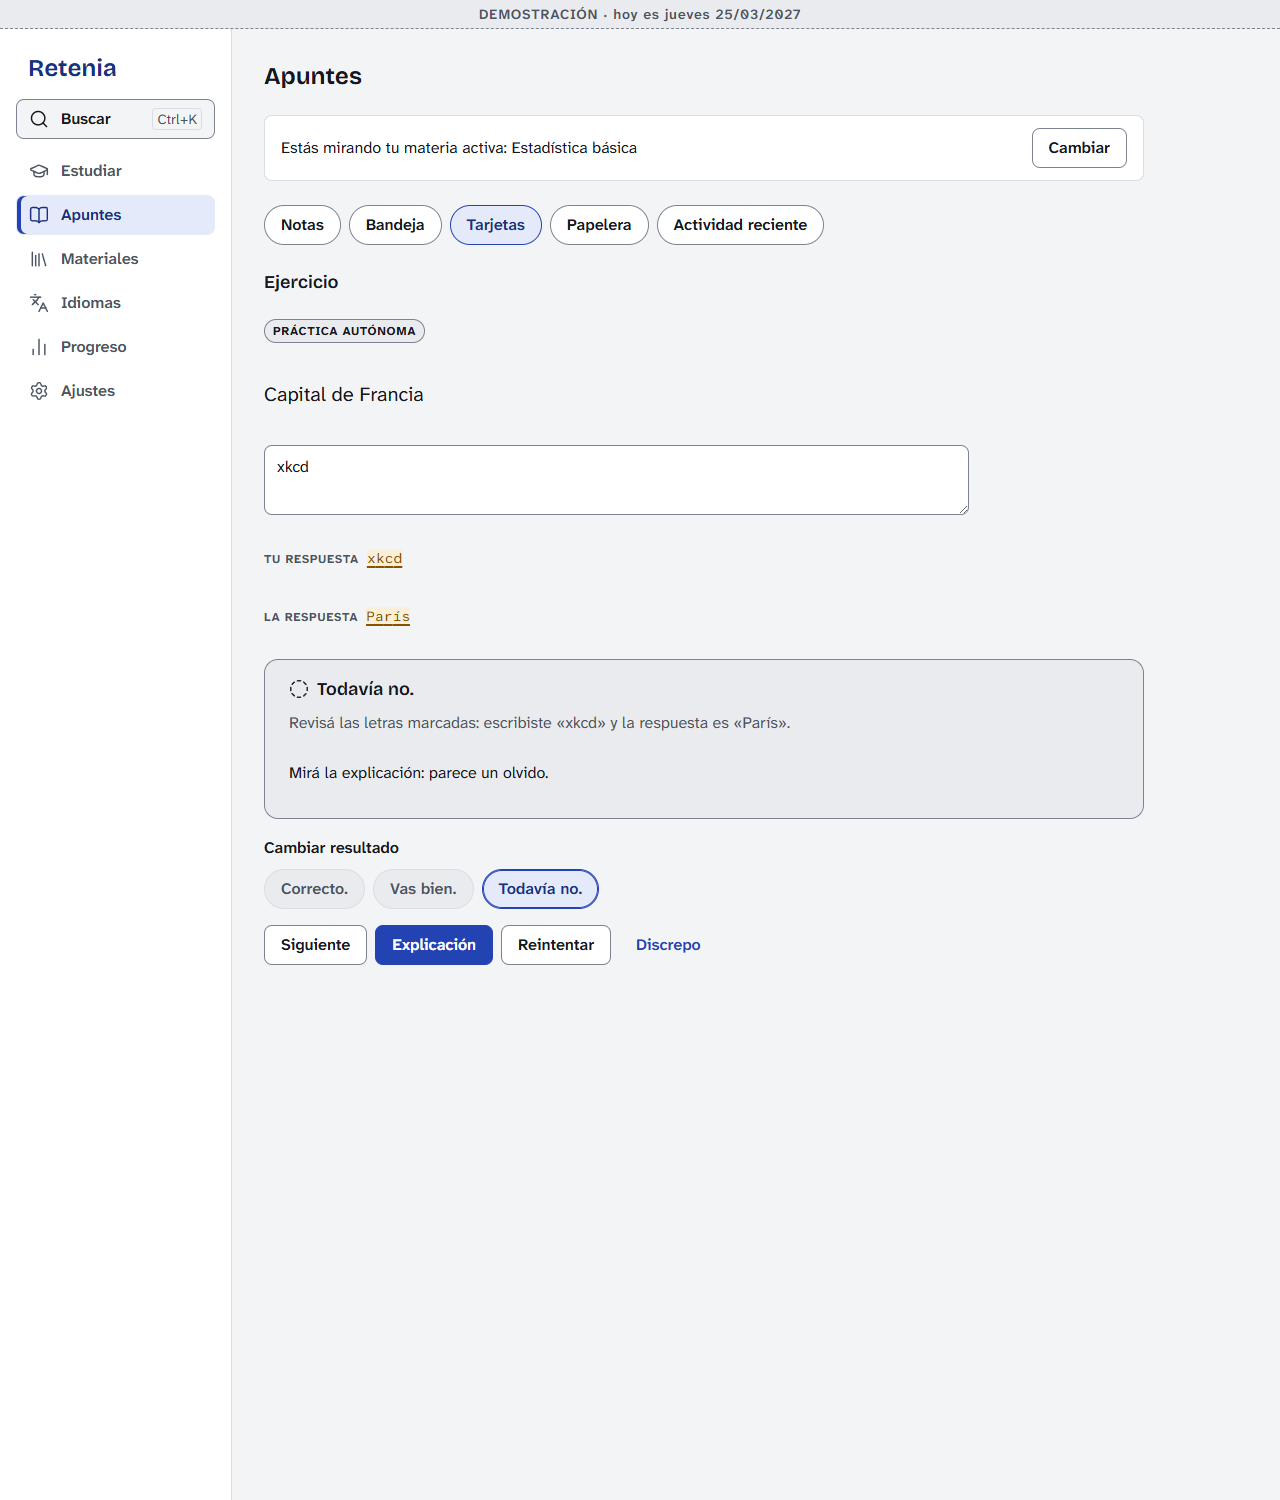 DEMOSTRACIÓN · hoy es jueves 25/03/2027
Retenia
Buscar Ctrl+K
Estudiar
Apuntes
Materiales
Idiomas
Progreso
Ajustes
Apuntes
Estás mirando tu materia activa: Estadística básica
Cambiar
Notas Bandeja Tarjetas Papelera Actividad reciente
Ejercicio
PRÁCTICA AUTÓNOMA
Capital de Francia
xkcd
TU RESPUESTA xkcd
LA RESPUESTA París
Todavía no.
Revisá las letras marcadas: escribiste «xkcd» y la respuesta es «París».
Mirá la explicación: parece un olvido.
Cambiar resultado
Correcto. Vas bien. Todavía no.
Siguiente Explicación Reintentar Discrepo